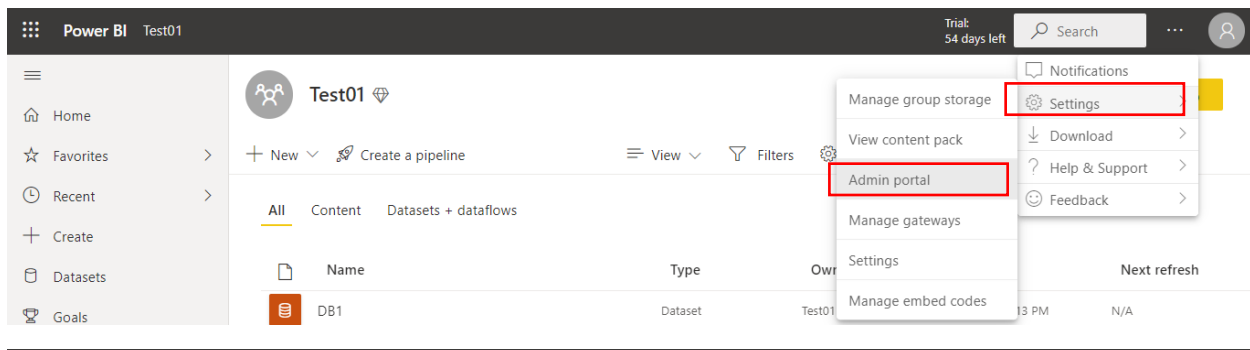 Power BI Test01
Trial:
54 days left
Search
Home
Favorites
Recent
Create
Datasets
Goals
Test01
New
Create a pipeline
View
Filters
All Content Datasets + dataflows
Name Type Next refresh
DB1 Dataset Test01 13 PM N/A
Manage group storage
View content pack
Admin portal
Manage gateways
Settings
Manage embed codes
Notifications
Settings
Download
? Help & Support
Feedback